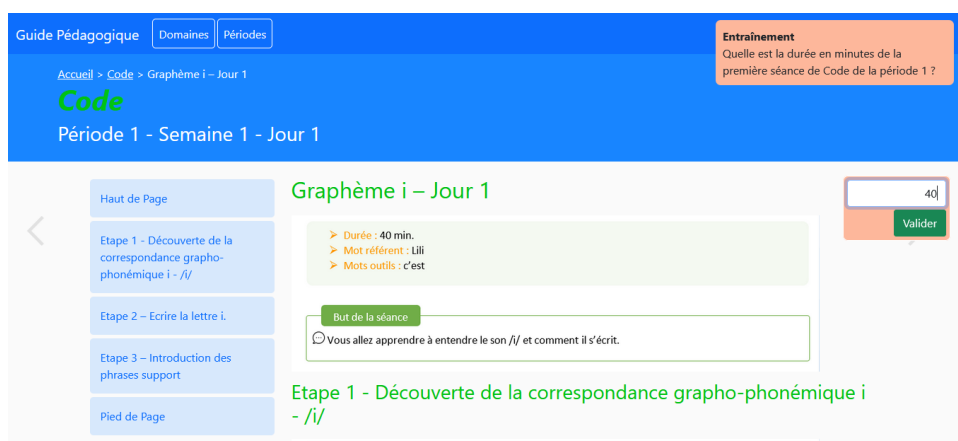 Guide Pédagogique Domaines Périodes
Entraînement
Quelle est la durée en minutes de la
première séance de Code de la période 1 ?
Accueil > Code > Graphème i – Jour 1
Code
Période 1 - Semaine 1 - Jour 1
Haut de Page
Etape 1 - Découverte de la
correspondance grapho-
phonémique i - /i/
Etape 2 – Ecrire la lettre i.
Etape 3 – Introduction des
phrases support
Pied de Page
Graphème i – Jour 1
➢ Durée : 40 min.
➢ Mot référent : Lili
➢ Mots outils : c’est
But de la séance
Vous allez apprendre à entendre le son /i/ et comment il s’écrit.
Etape 1 - Découverte de la correspondance grapho-phonémique i
- /i/
40
Valider